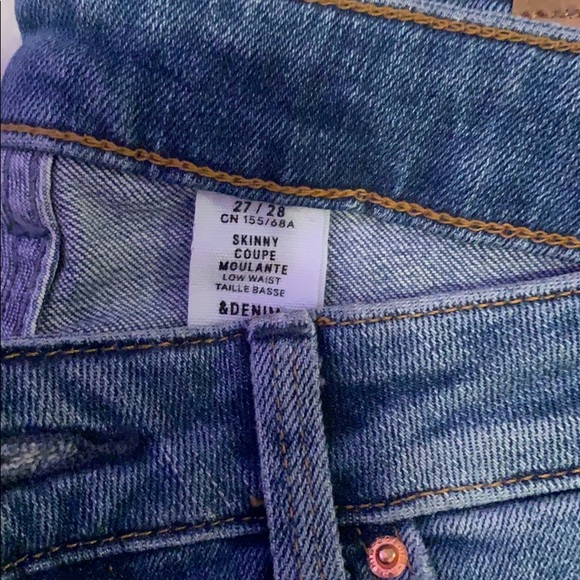 27/28
CN 155/68A
SKINNY
COUPE
MOULANTE
LOW WAIST
TAILLE BASSE